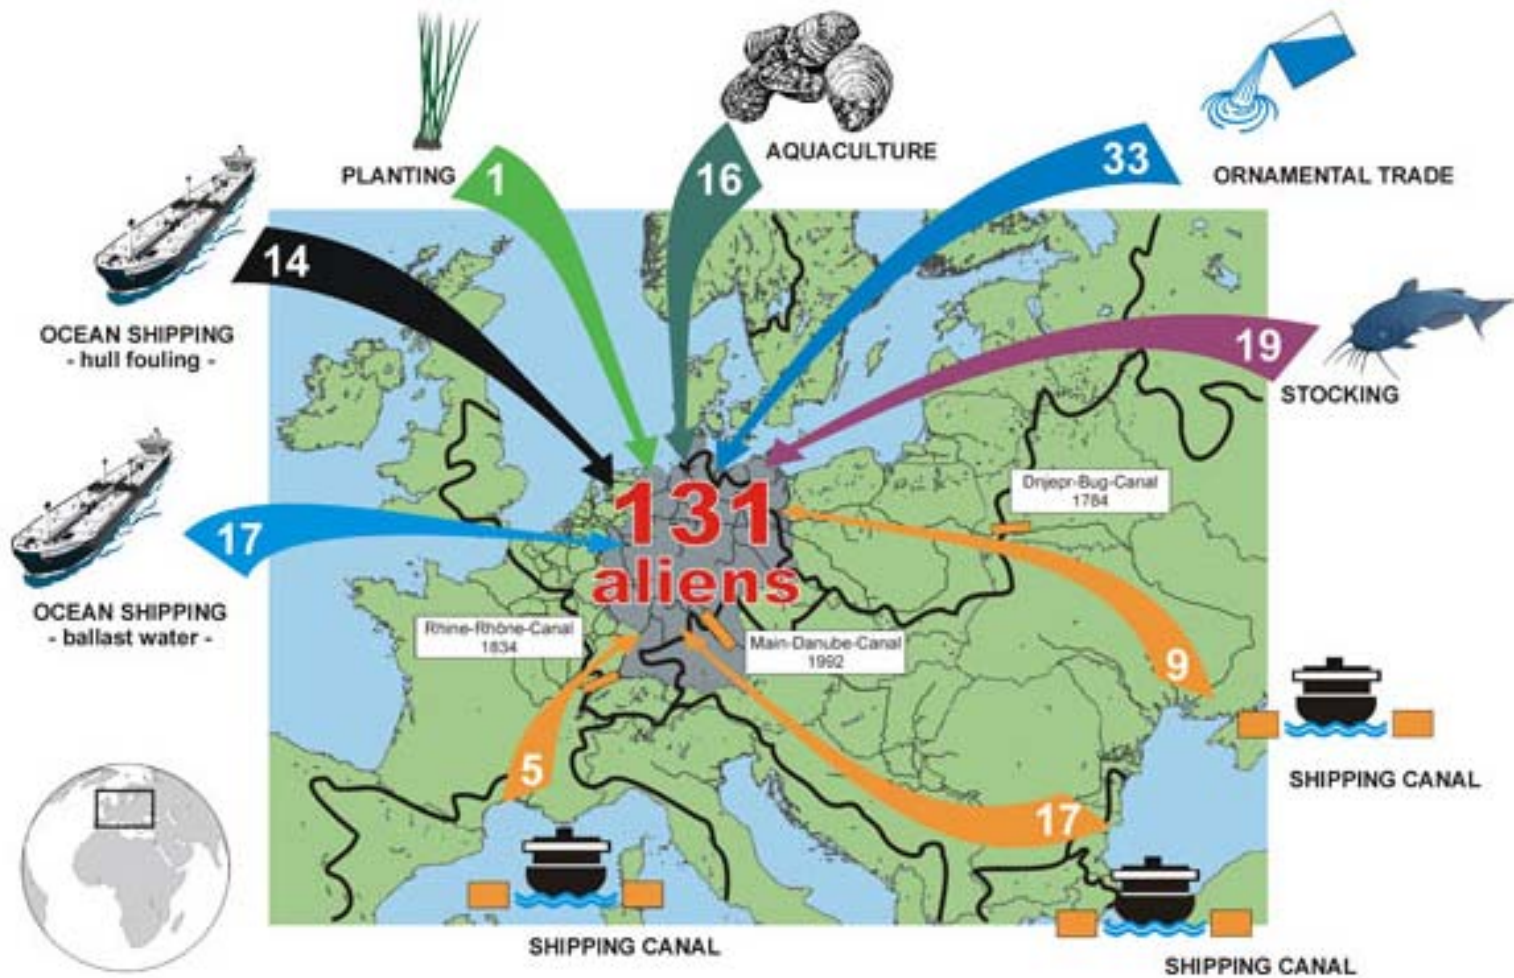 PLANTING
1
AQUACULTURE
16
33
ORNAMENTAL TRADE
14
OCEAN SHIPPING
- hull fouling -
19
STOCKING
Dnjepr-Bug-Canal
1784
131
aliens
17
OCEAN SHIPPING
- ballast water -
Rhine-Rhône-Canal
1834
Main-Danube-Canal
1992
9
SHIPPING CANAL
5
17
SHIPPING CANAL
SHIPPING CANAL